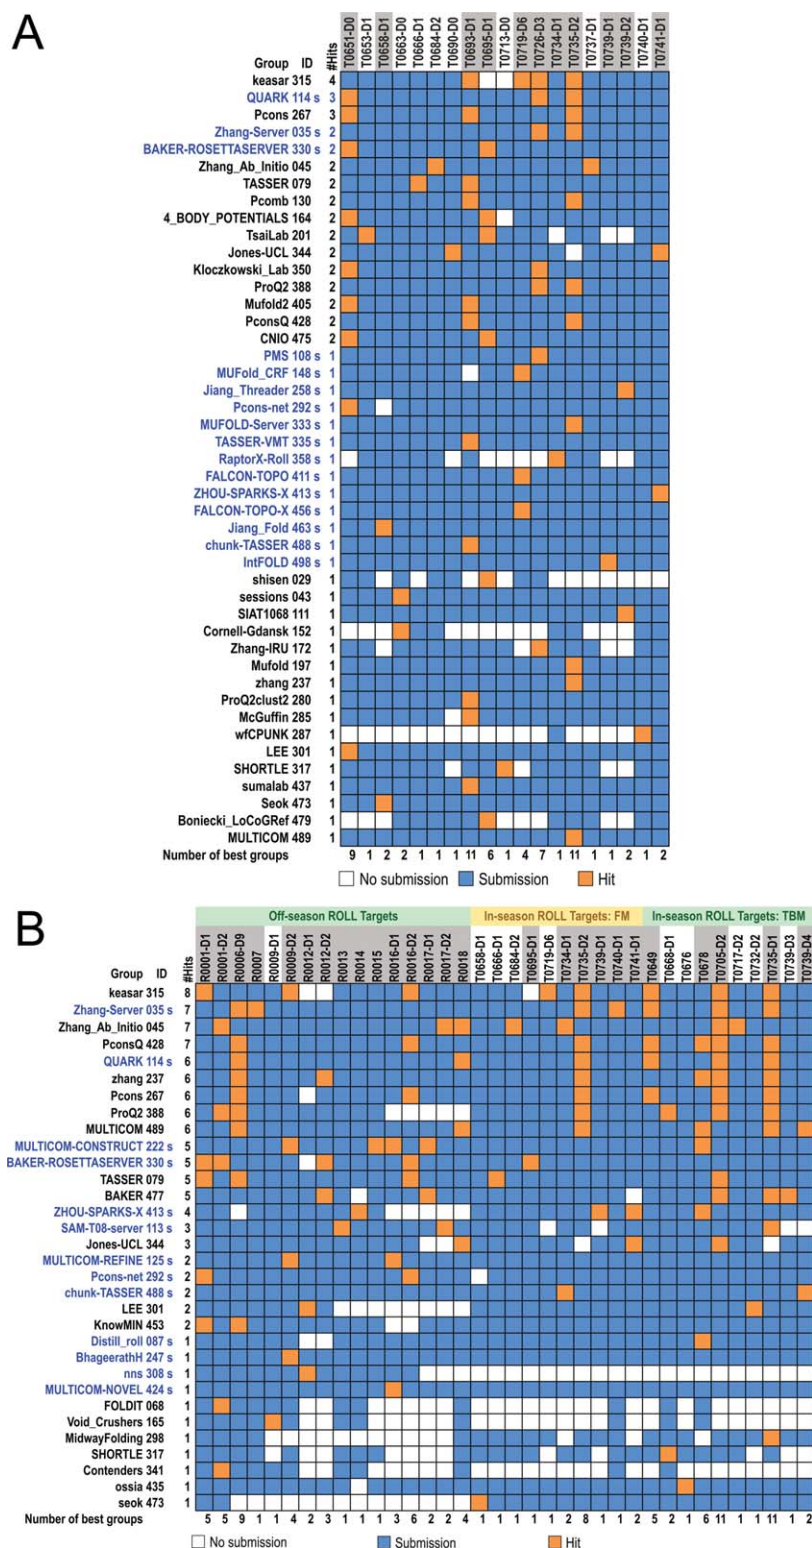 A
Group ID #Hits T0651-D0 T0653-D1 T0658-D1 T0663-D0 T0666-D1 T0684-D2 T0690-D0 T0693-D1 T0695-D1 T0713-D0 T0719-D6 T0726-D3 T0734-D1 T0735-D2 T0737-D1 T0739-D1 T0739-D2 T0740-D1 T0741-D1
keasar 315 4
QUARK 114 s 3
Pcons 267 3
Zhang-Server 035 s 2
BAKER-ROSETTASERVER 330 s 2
Zhang_Ab_Initio 045 2
TASSER 079 2
Pcomb 130 2
4_BODY_POTENTIALS 164 2
TsaiLab 201 2
Jones-UCL 344 2
Kloczkowski_Lab 350 2
ProQ2 388 2
Mufold2 405 2
PconsQ 428 2
CNIO 475 2
PMS 108 s 1
MUFold_CRF 148 s 1
Jiang_Threader 258 s 1
Pcons-net 292 s 1
MUFOLD-Server 333 s 1
TASSER-VMT 335 s 1
RaptorX-Roll 358 s 1
FALCON-TOPO 411 s 1
ZHOU-SPARKS-X 413 s 1
FALCON-TOPO-X 456 s 1
Jiang_Fold 463 s 1
chunk-TASSER 488 s 1
IntFOLD 498 s 1
shisen 029 1
sessions 043 1
SIAT1068 111 1
Cornell-Gdansk 152 1
Zhang-IRU 172 1
Mufold 197 1
zhang 237 1
ProQ2clust2 280 1
McGuffin 285 1
wfCPUNK 287 1
LEE 301 1
SHORTLE 317 1
sumalab 437 1
Seok 473 1
Boniecki_LoCoGRef 479 1
MULTICOM 489 1
Number of best groups 9 1 2 2 1 1 1 11 6 1 4 7 1 11 1 1 2 1 2
No submission Submission Hit
B
Off-season ROLL Targets In-season ROLL Targets: FM In-season ROLL Targets: TBM
Group ID #Hits R0001-D1 R0001-D2 R0006-D9 R0007 R0009-D1 R0009-D2 R0012-D1 R0012-D2 R0013 R0014 R0015 R0016-D1 R0016-D2 R0017-D1 R0017-D2 R0018 T0658-D1 T0666-D1 T0684-D2 T0695-D1 T0719-D6 T0734-D1 T0735-D2 T0739-D1 T0740-D1 T0741-D1 T0649 T0668-D1 T0676 T0678 T0705-D2 T0717-D2 T0732-D2 T0735-D1 T0739-D3 T0739-D4
keasar 315 8
Zhang-Server 035 s 7
Zhang_Ab_Initio 045 7
PconsQ 428 7
QUARK 114 s 6
zhang 237 6
Pcons 267 6
ProQ2 388 6
MULTICOM 489 6
MULTICOM-CONSTRUCT 222 s 5
BAKER-ROSETTASERVER 330 s 5
TASSER 079 5
BAKER 477 5
ZHOU-SPARKS-X 413 s 4
SAM-T08-server 113 s 3
Jones-UCL 344 3
MULTICOM-REFINE 125 s 2
Pcons-net 292 s 2
chunk-TASSER 488 s 2
LEE 301 2
KnowMIN 453 2
Distill_roll 087 s 1
BhageerathH 247 s 1
nns 308 s 1
MULTICOM-NOVEL 424 s 1
FOLDIT 068 1
Void_Crushers 165 1
MidwayFolding 298 1
SHORTLE 317 1
Contenders 341 1
ossia 435 1
seok 473 1
Number of best groups 5 5 9 1 1 4 2 3 1 1 1 3 6 2 2 4 1 1 1 1 1 2 8 1 1 2 5 2 1 6 11 1 1 11 1 2
No submission Submission Hit